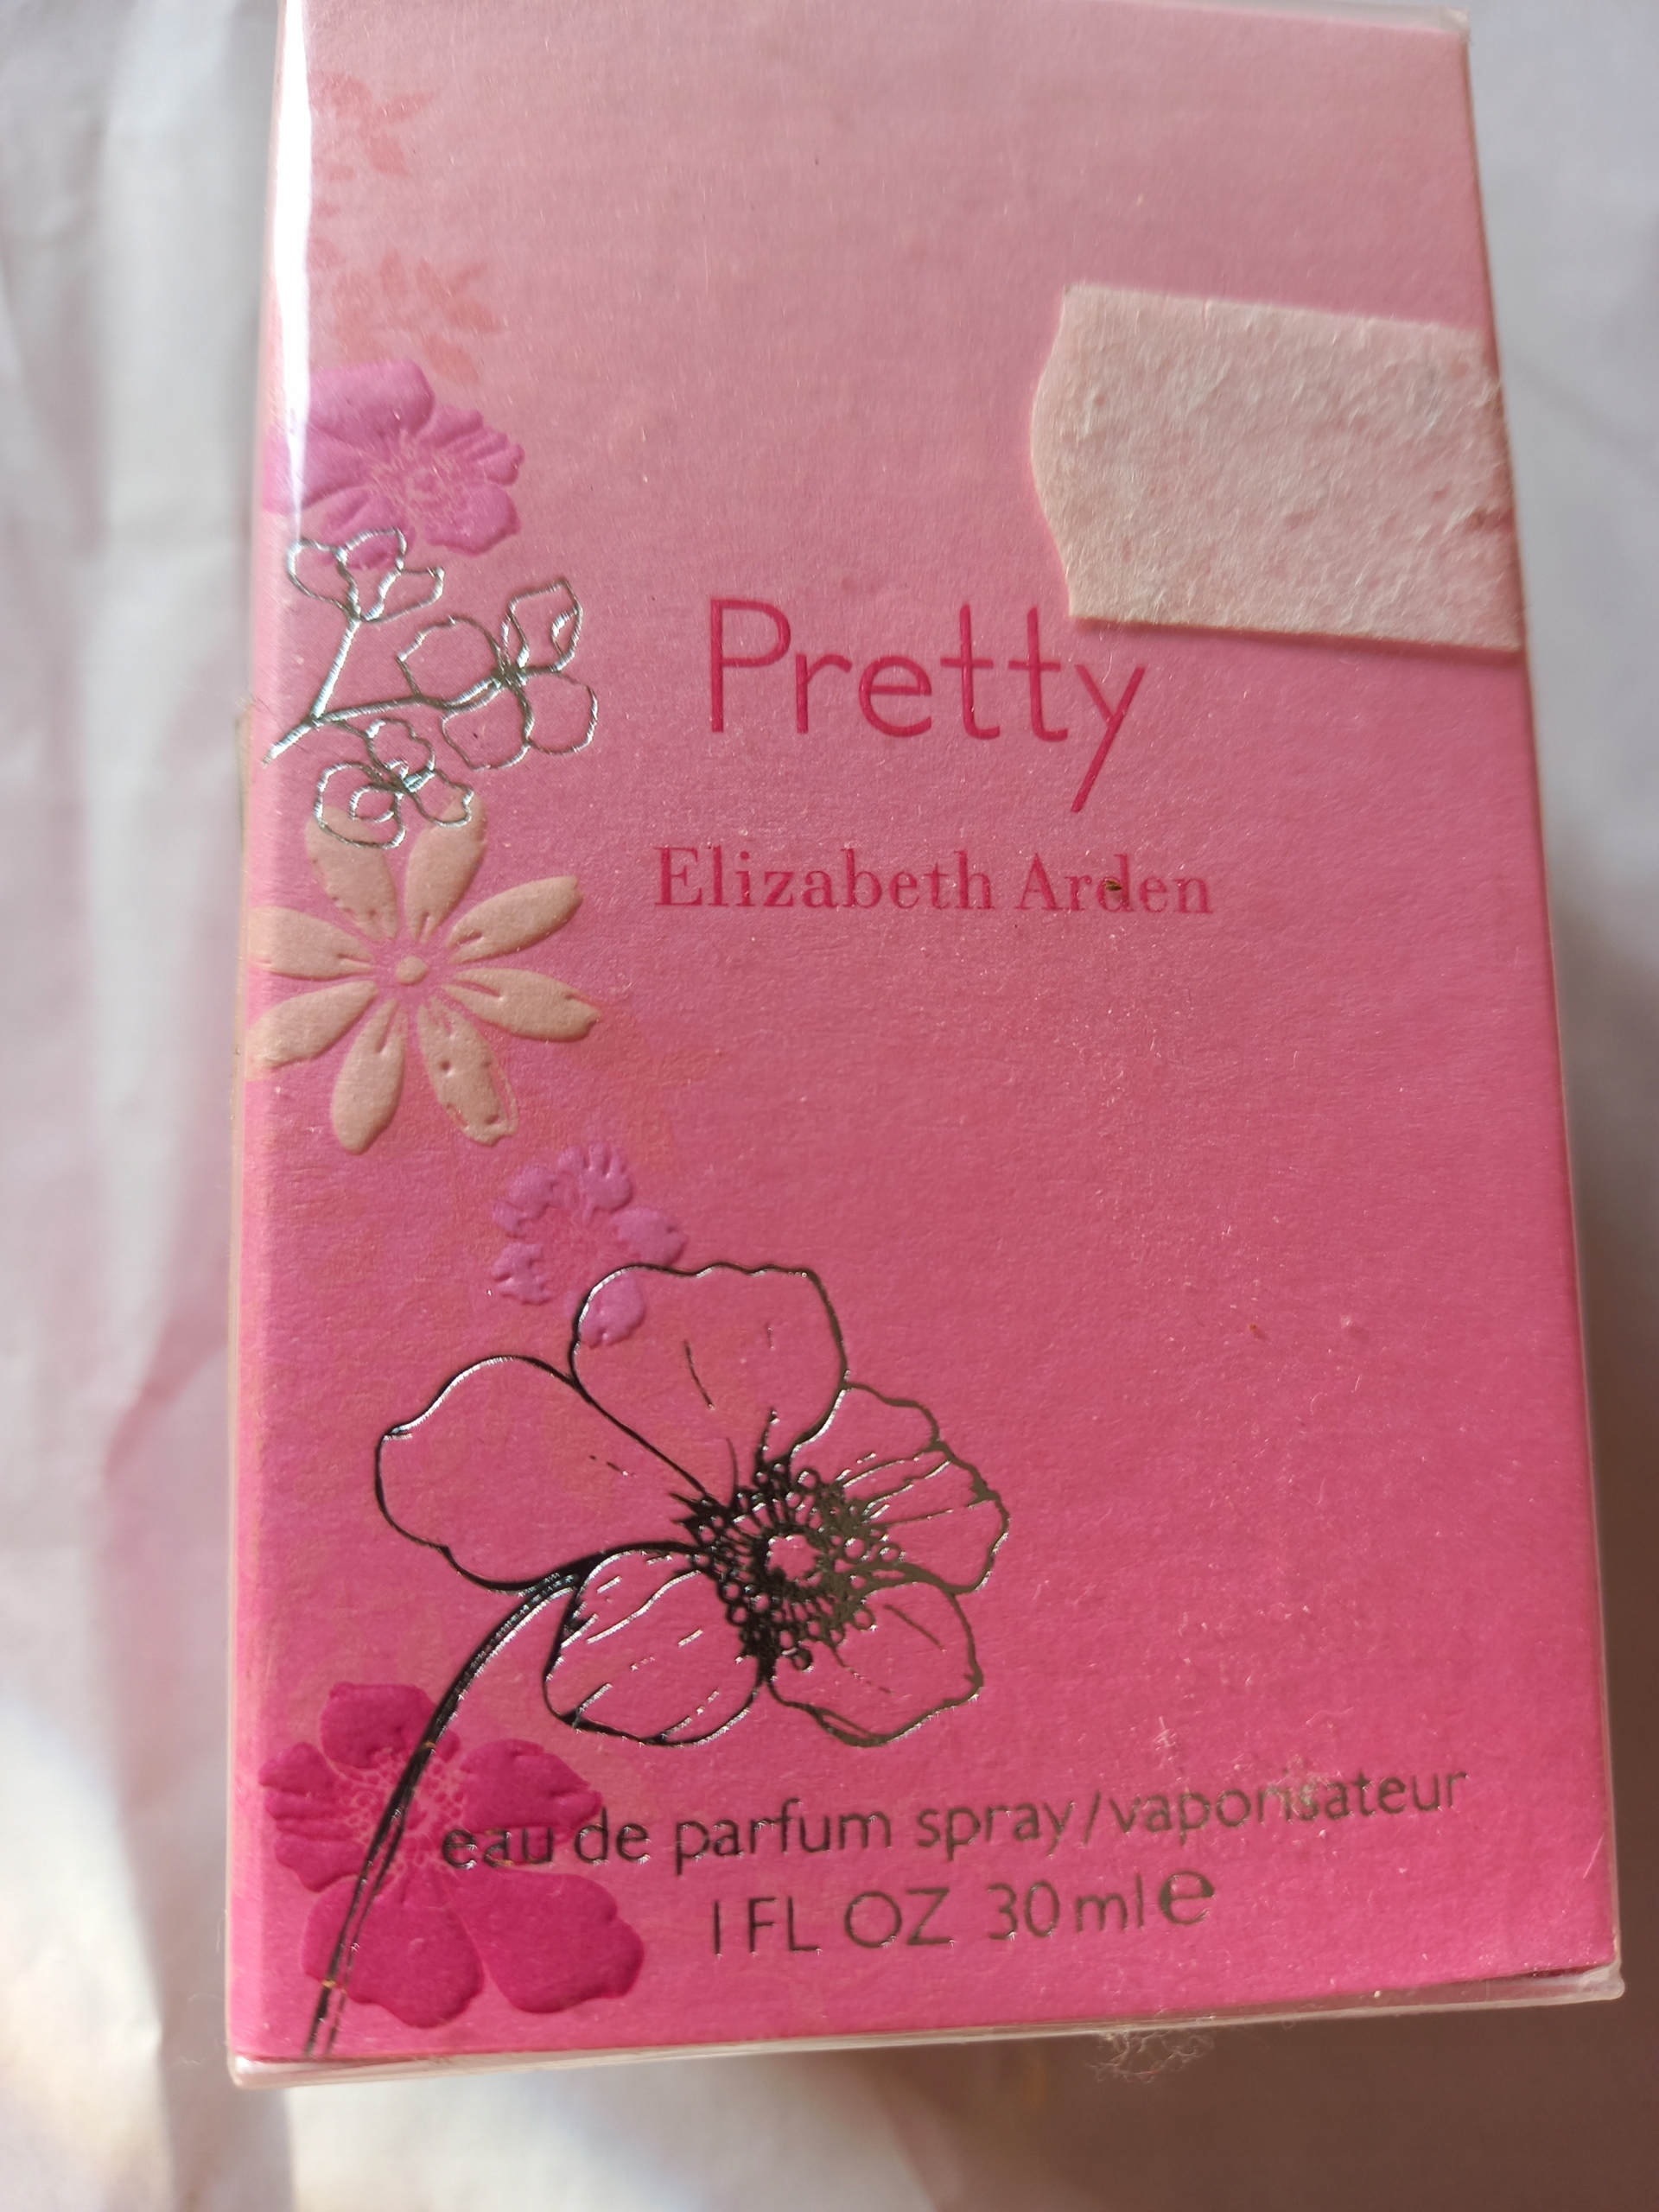 Pretty
Elizabeth Arden
eau de parfum spray/vaporisateur
1 FL OZ 30ml℮